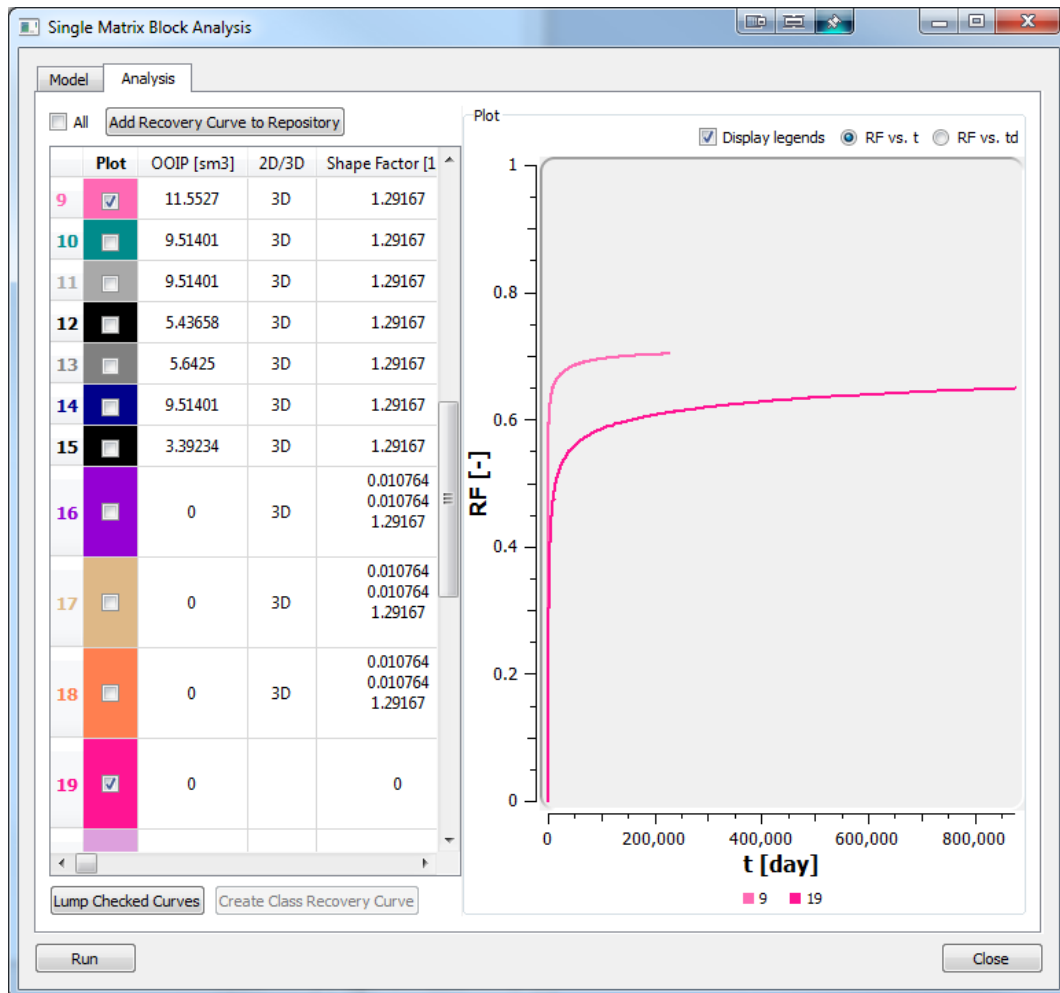 Single Matrix Block Analysis
Model Analysis
All Add Recovery Curve to Repository
Plot OOIP [sm3] 2D/3D Shape Factor [1
9 11.5527 3D 1.29167
10 9.51401 3D 1.29167
11 9.51401 3D 1.29167
12 5.43658 3D 1.29167
13 5.6425 3D 1.29167
14 9.51401 3D 1.29167
15 3.39234 3D 1.29167
0.010764
0.010764
16 0 3D 1.29167
0.010764
0.010764
17 0 3D 1.29167
0.010764
0.010764
18 0 3D 1.29167
19 0 0
Lump Checked Curves Create Class Recovery Curve
Plot
Display legends RF vs. t RF vs. td
1
0.8
0.6
0.4
0.2
0
RF [-]
0 200,000 400,000 600,000 800,000
t [day]
9 19
Run Close